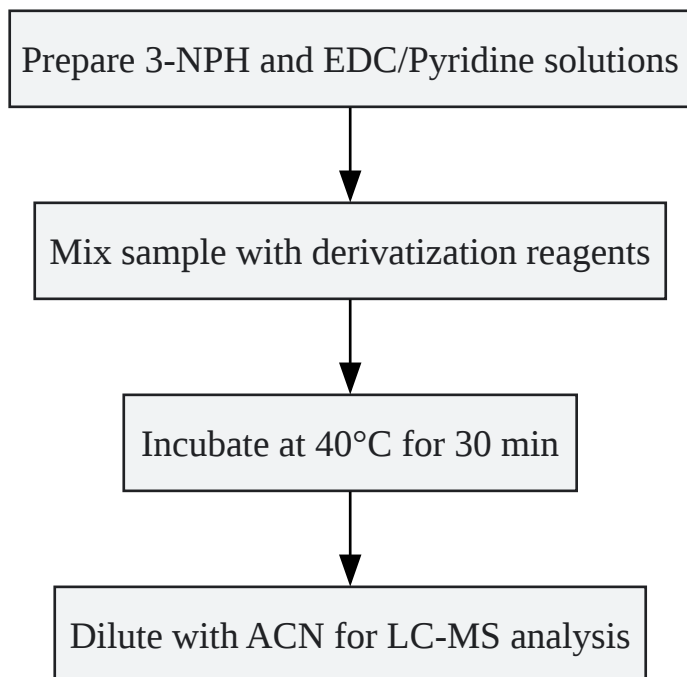 Prepare 3-NPH and EDC/Pyridine solutions
Mix sample with derivatization reagents
Incubate at 40°C for 30 min
Dilute with ACN for LC-MS analysis